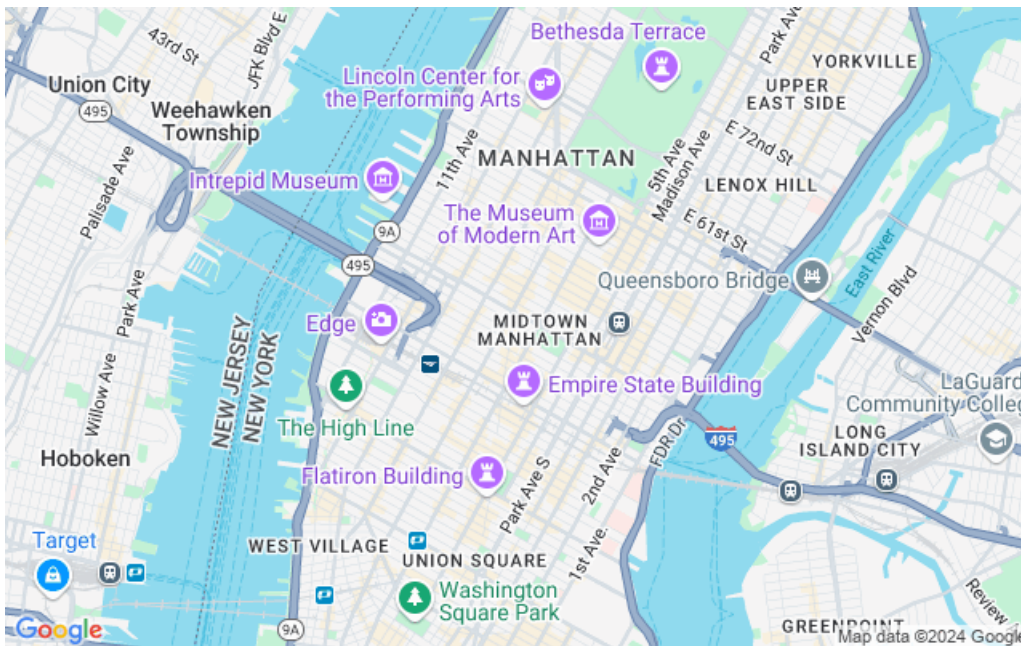 43rd St
JFK Blvd E
Bethesda Terrace
Park Ave
YORKVILLE
Union City
Lincoln Center for
the Performing Arts
UPPER
EAST SIDE
495
Weehawken
Township
11th Ave
E 72nd St
MANHATTAN
5th Ave
Madison Ave
Intrepid Museum
LENOX HILL
Palisade Ave
The Museum
of Modern Art
E 61st St
9A
495
Queensboro Bridge
East River
Vernon Blvd
Park Ave
Edge
MIDTOWN
MANHATTAN
NEW JERSEY
NEW YORK
Empire State Building
LaGuard
Community College
Willow Ave
The High Line
495
LONG
ISLAND CITY
FDR Dr
Hoboken
Flatiron Building
2nd Ave
Park Ave S
Target
WEST VILLAGE
UNION SQUARE
1st Ave.
Washington
Square Park
Review
9A
GREENPOINT
Google
Map data ©2024 Google